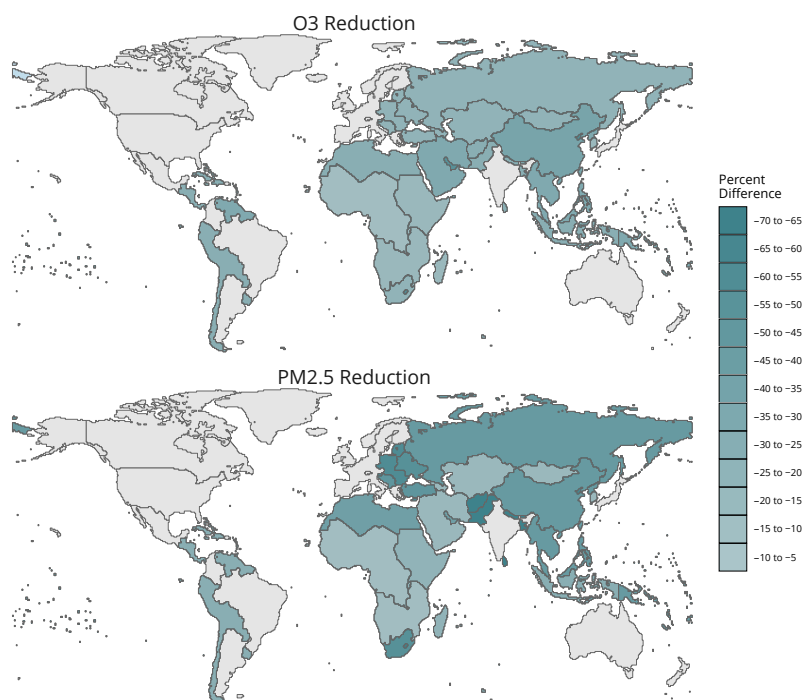 O3 Reduction
PM2.5 Reduction
Percent
Difference
−70 to −65
−65 to −60
−60 to −55
−55 to −50
−50 to −45
−45 to −40
−40 to −35
−35 to −30
−30 to −25
−25 to −20
−20 to −15
−15 to −10
−10 to −5